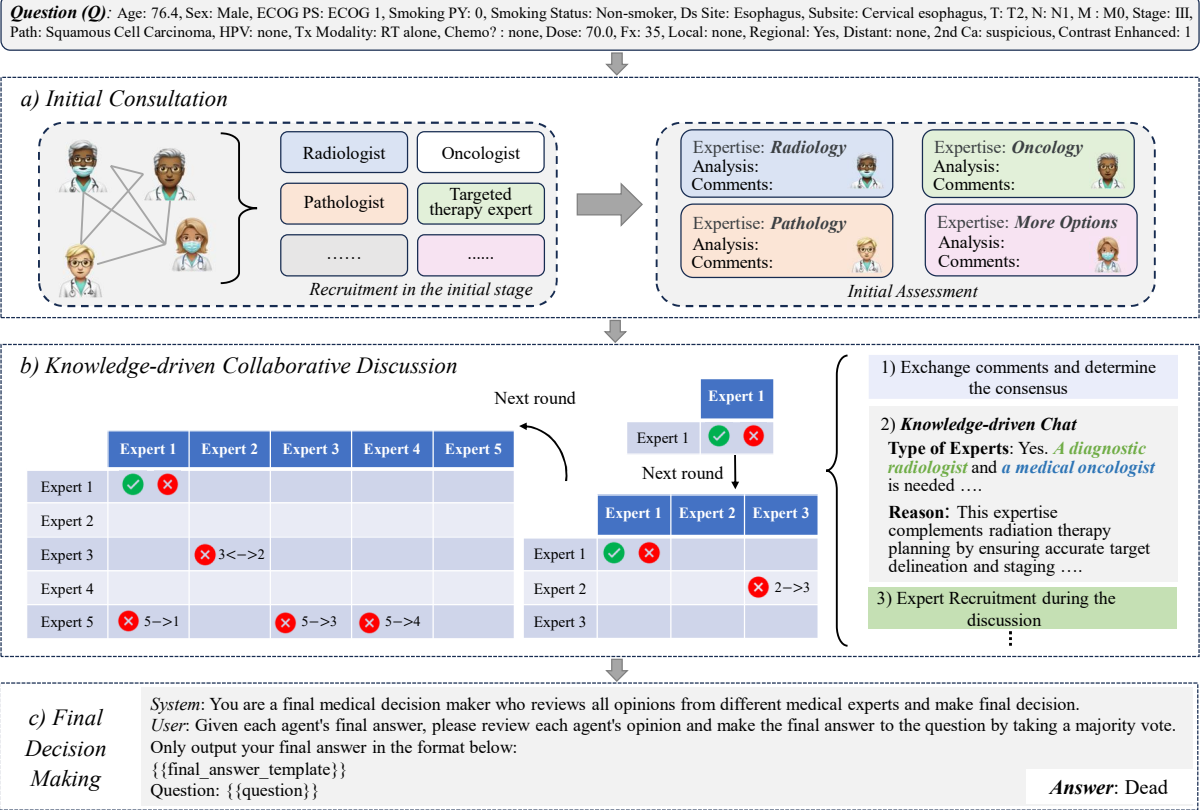 Question (Q): Age: 76.4, Sex: Male, ECOG PS: ECOG 1, Smoking PY: 0, Smoking Status: Non-smoker, Ds Site: Esophagus, Subsite: Cervical esophagus, T: T2, N: N1, M : M0, Stage: III,
Path: Squamous Cell Carcinoma, HPV: none, Tx Modality: RT alone, Chemo? : none, Dose: 70.0, Fx: 35, Local: none, Regional: Yes, Distant: none, 2nd Ca: suspicious, Contrast Enhanced: 1
a) Initial Consultation
Radiologist
Oncologist
Pathologist
Targeted
therapy expert
……
......
Recruitment in the initial stage
Expertise: Radiology
Analysis:
Comments:
Expertise: Oncology
Analysis:
Comments:
Expertise: Pathology
Analysis:
Comments:
Expertise: More Options
Analysis:
Comments:
Initial Assessment
b) Knowledge-driven Collaborative Discussion
Next round
Expert 1
Expert 1
Next round
Expert 1 Expert 2 Expert 3 Expert 4 Expert 5
Expert 1
Expert 2
Expert 3 3<->2
Expert 4
Expert 5 5->1 5->3 5->4
Expert 1 Expert 2 Expert 3
Expert 1
Expert 2 2->3
Expert 3
1) Exchange comments and determine
the consensus
2) Knowledge-driven Chat
Type of Experts: Yes. A diagnostic
radiologist and a medical oncologist
is needed ….
Reason: This expertise
complements radiation therapy
planning by ensuring accurate target
delineation and staging ….
3) Expert Recruitment during the
discussion
c) Final
Decision
Making
System: You are a final medical decision maker who reviews all opinions from different medical experts and make final decision.
User: Given each agent's final answer, please review each agent's opinion and make the final answer to the question by taking a majority vote.
Only output your final answer in the format below:
{{final_answer_template}}
Question: {{question}}
Answer: Dead